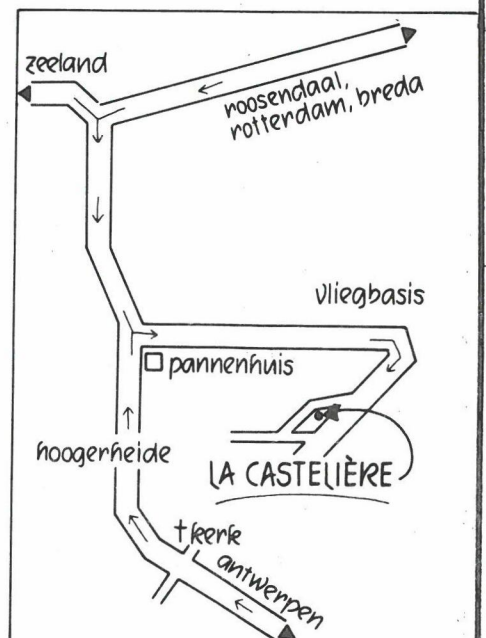 zeeland
roosendaal,
rotterdam, breda
vliegbasis
pannenhuis
hoogerheide
LA CASTELIÈRE
kerk
antwerpen